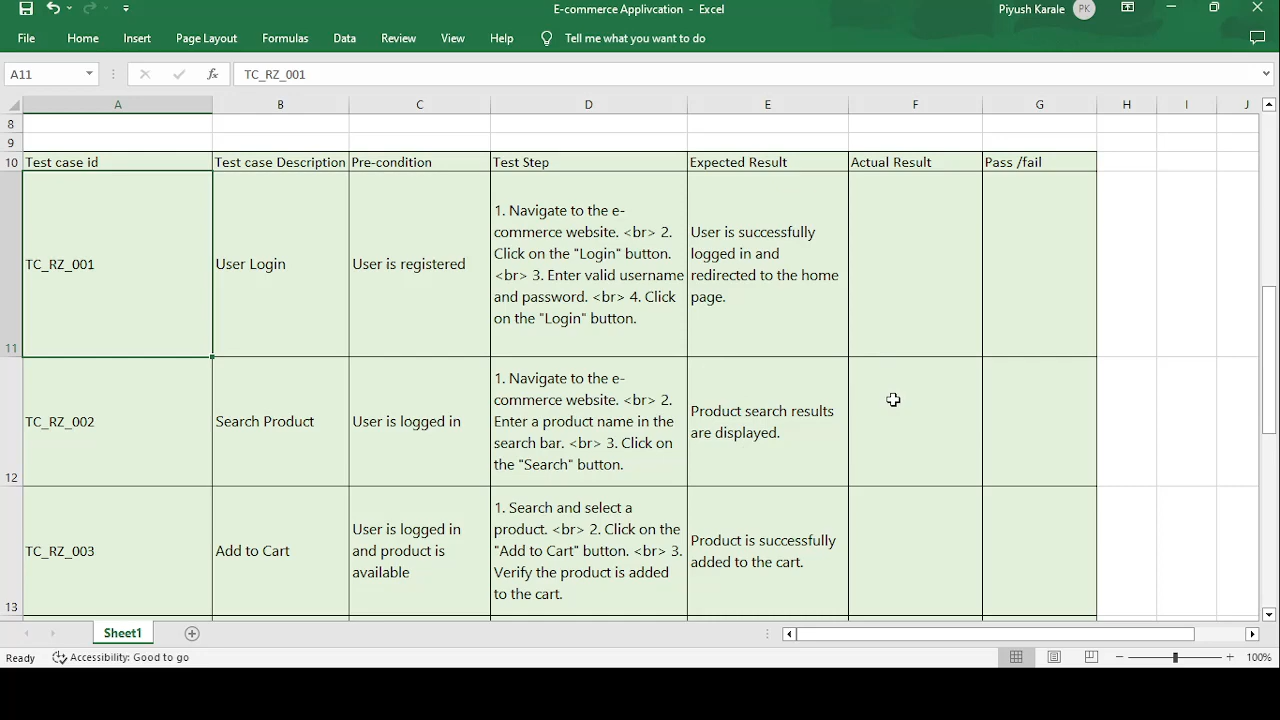 E-commerce Applivcation - Excel
Piyush Karale
PK
File
Home
Insert
Page Layout
Formulas
Data
Review
View
Help
Tell me what you want to do
A11
fx
TC_RZ_001
A
B
C
D
E
F
G
H
I
J
8
9
10
Test case id
Test case Description
Pre-condition
Test Step
Expected Result
Actual Result
Pass /fail
11
TC_RZ_001
User Login
User is registered
1. Navigate to the e-
commerce website. <br> 2.
Click on the "Login" button.
<br> 3. Enter valid username
and password. <br> 4. Click
on the "Login" button.
User is successfully
logged in and
redirected to the home
page.
12
TC_RZ_002
Search Product
User is logged in
1. Navigate to the e-
commerce website. <br> 2.
Enter a product name in the
search bar. <br> 3. Click on
the "Search" button.
Product search results
are displayed.
13
TC_RZ_003
Add to Cart
User is logged in
and product is
available
1. Search and select a
product. <br> 2. Click on the
"Add to Cart" button. <br> 3.
Verify the product is added
to the cart.
Product is successfully
added to the cart.
Sheet1
Ready
Accessibility: Good to go
100%